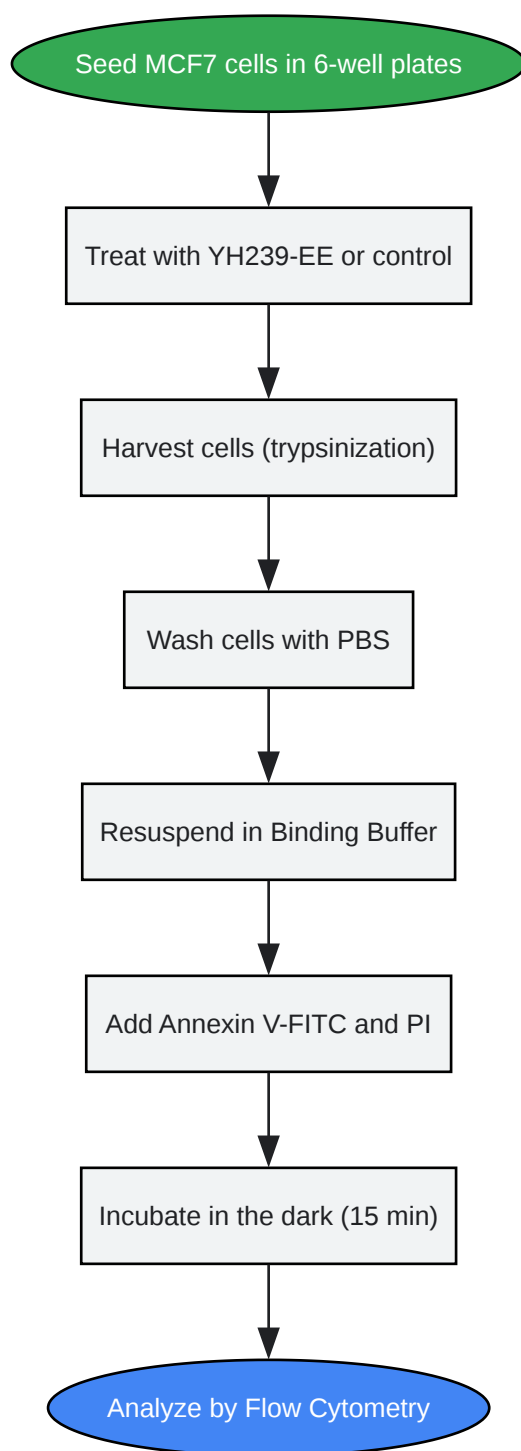 Seed MCF7 cells in 6-well plates
Treat with YH239-EE or control
Harvest cells (trypsinization)
Wash cells with PBS
Resuspend in Binding Buffer
Add Annexin V-FITC and PI
Incubate in the dark (15 min)
Analyze by Flow Cytometry